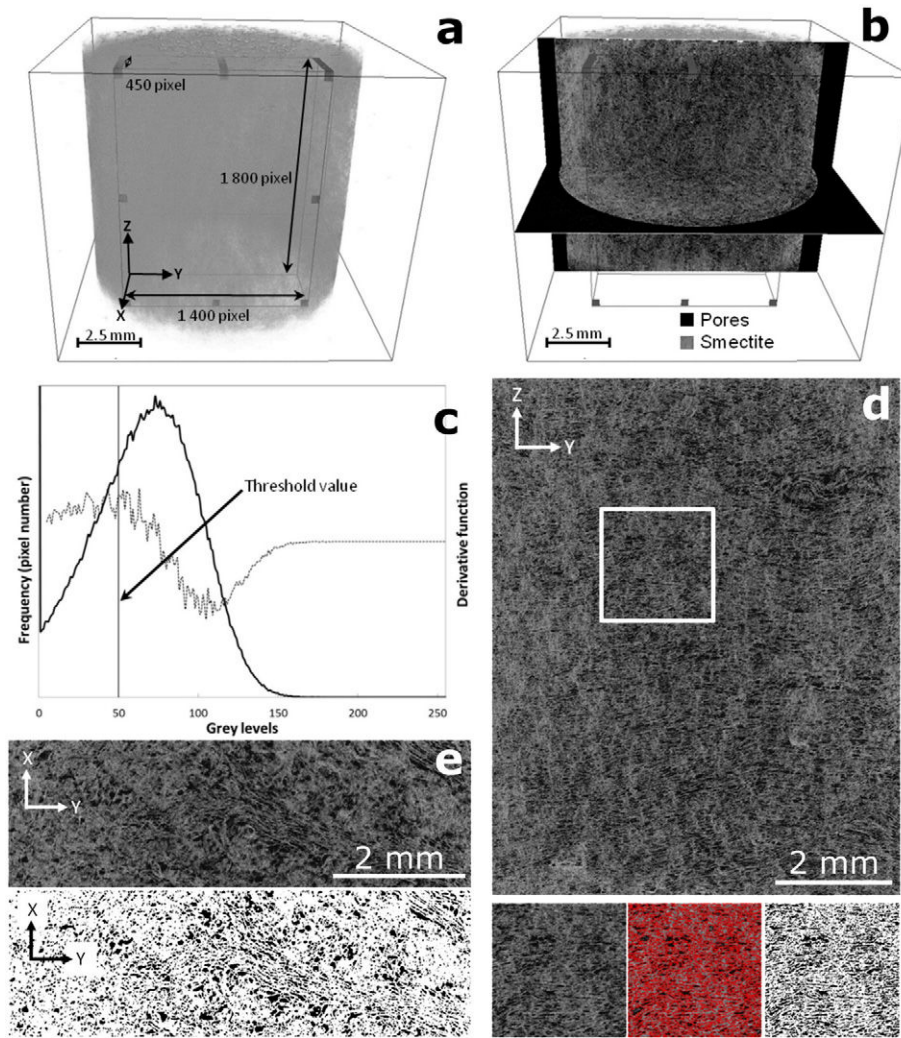 a
450 pixel
1 800 pixel
Z
Y
X
1 400 pixel
2.5 mm
b
2.5 mm
Pores
Smectite
c
Frequency (pixel number)
Threshold value
Derivative function
0
50
100
150
200
250
Grey levels
d
Z
Y
2 mm
e
X
Y
2 mm
X
Y